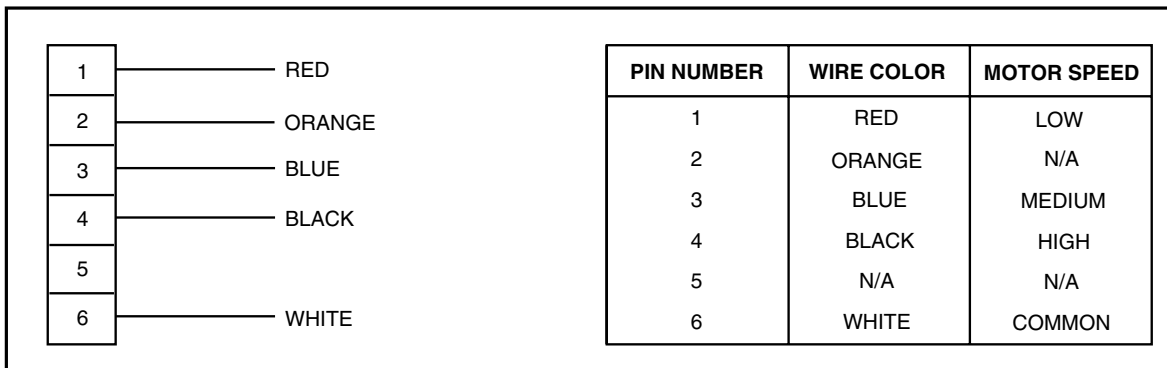 1 RED
2 ORANGE
3 BLUE
4 BLACK
5
6 WHITE
PIN NUMBER WIRE COLOR MOTOR SPEED
1 RED LOW
2 ORANGE N/A
3 BLUE MEDIUM
4 BLACK HIGH
5 N/A N/A
6 WHITE COMMON